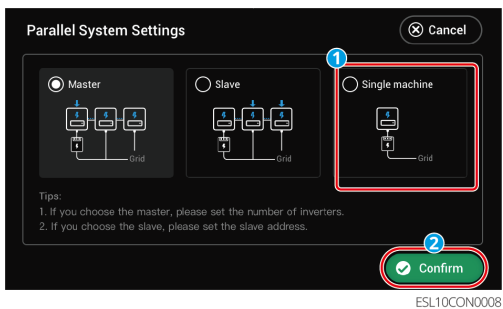 Parallel System Settings
Cancel
1
Master
Slave
Single machine
Grid
Grid
Grid
Tips:
1. If you choose the master, please set the number of inverters.
2. If you choose the slave, please set the slave address.
2
Confirm
ESL10CON0008